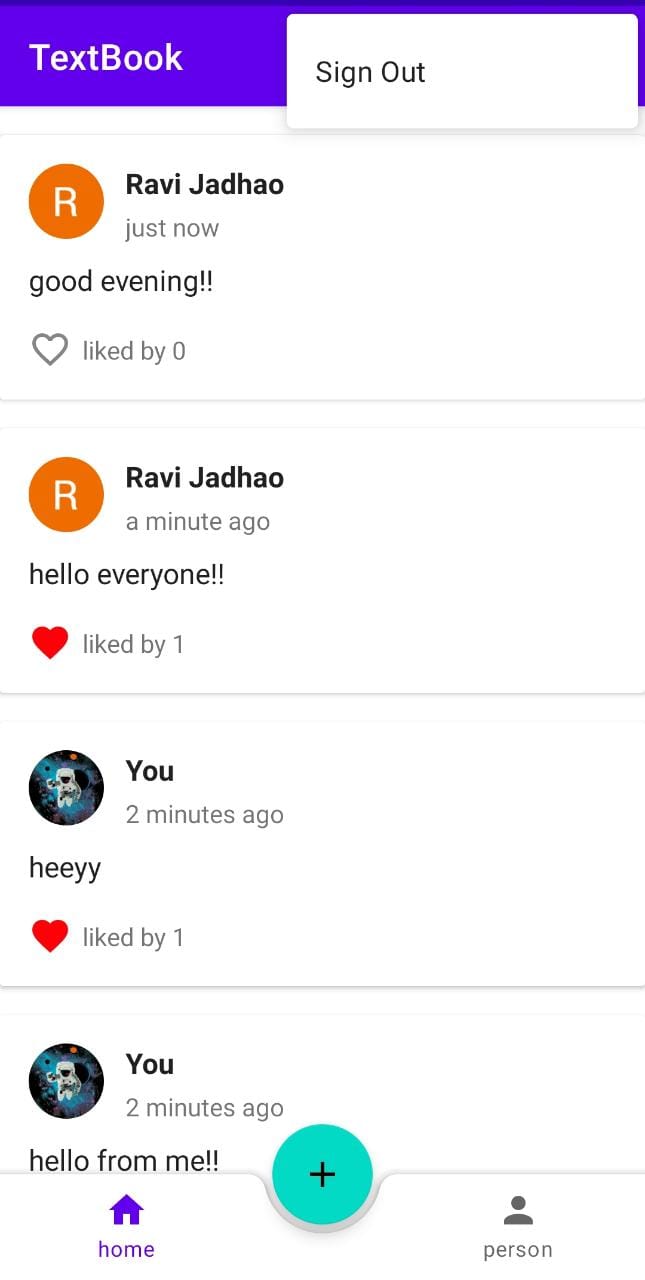 TextBook
Sign Out
R
Ravi Jadhao
just now
good evening!!
liked by 0
R
Ravi Jadhao
a minute ago
hello everyone!!
liked by 1
You
2 minutes ago
heeyy
liked by 1
You
2 minutes ago
hello from me!!
+
home
person